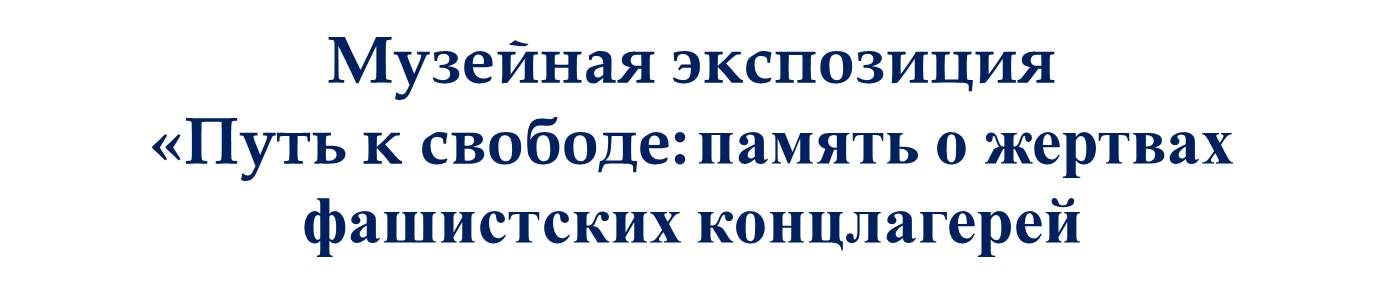 Музейная экспозиция
«Путь к свободе: память о жертвах
фашистских концлагерей